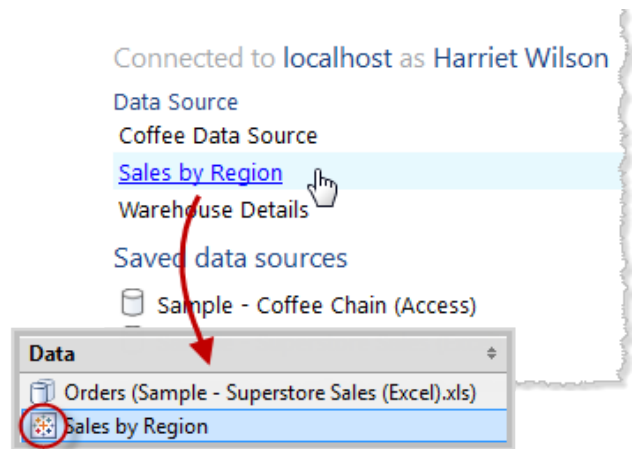 Connected to localhost as Harriet Wilson
Data Source
Coffee Data Source
Sales by Region
Warehouse Details
Saved data sources
Sample - Coffee Chain (Access)
Data
Orders (Sample - Superstore Sales (Excel).xls)
Sales by Region